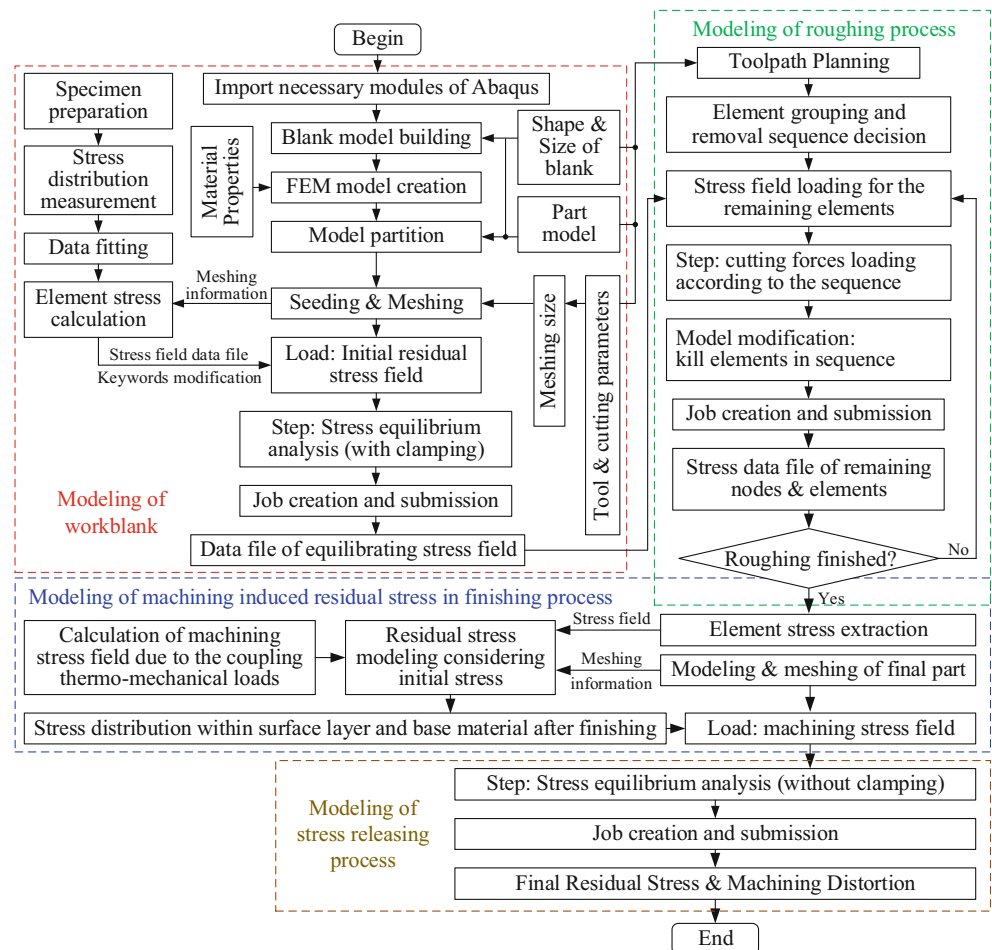 Begin
Import necessary modules of Abaqus
Specimen
preparation
Stress
distribution
measurement
Data fitting
Element stress
calculation
Material
Properties
Blank model building
FEM model creation
Model partition
Shape &
Size of
blank
Part
model
Meshing
information
Seeding & Meshing
Meshing size
Tool & cutting parameters
Stress field data file
Keywords modification
Load: Initial residual
stress field
Step: Stress equilibrium
analysis (with clamping)
Job creation and submission
Data file of equilibrating stress field
Modeling of
workblank
Modeling of roughing process
Toolpath Planning
Element grouping and
removal sequence decision
Stress field loading for the
remaining elements
Step: cutting forces loading
according to the sequence
Model modification:
kill elements in sequence
Job creation and submission
Stress data file of remaining
nodes & elements
Roughing finished?
No
Yes
Modeling of machining induced residual stress in finishing process
Calculation of machining
stress field due to the coupling
thermo-mechanical loads
Residual stress
modeling considering
initial stress
Stress field
Element stress extraction
Meshing
information
Modeling & meshing of final part
Stress distribution within surface layer and base material after finishing
Load: machining stress field
Modeling of
stress releasing
process
Step: Stress equilibrium analysis (without clamping)
Job creation and submission
Final Residual Stress & Machining Distortion
End